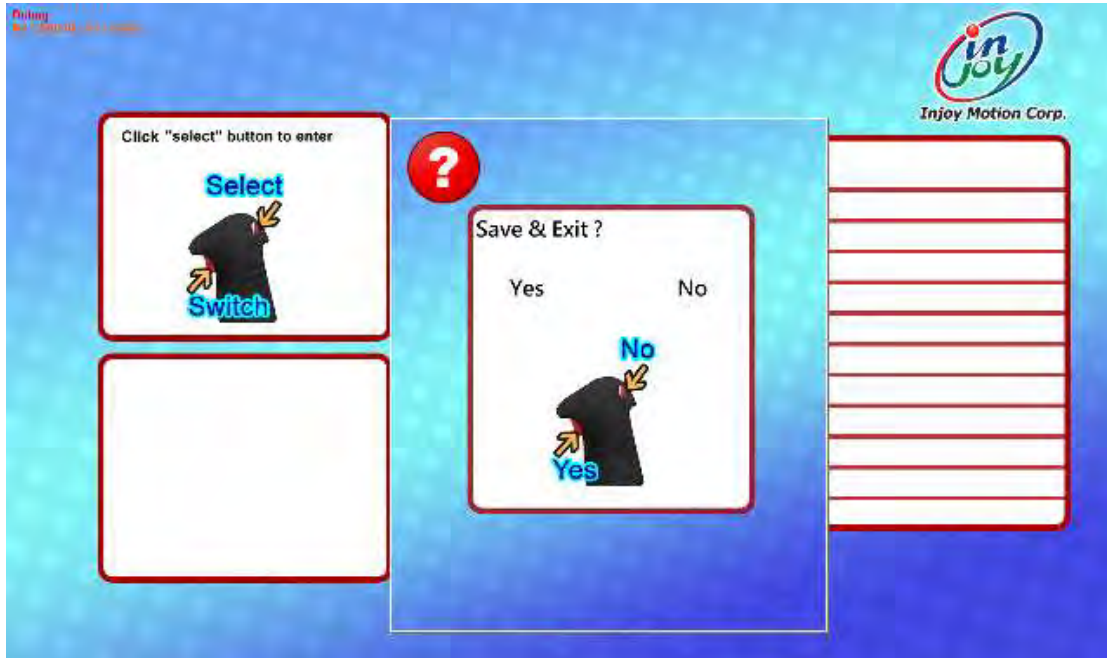 in
joy
Injoy Motion Corp.
Click "select" button to enter
Select
Switch
?
Save & Exit ?
Yes No
No
Yes